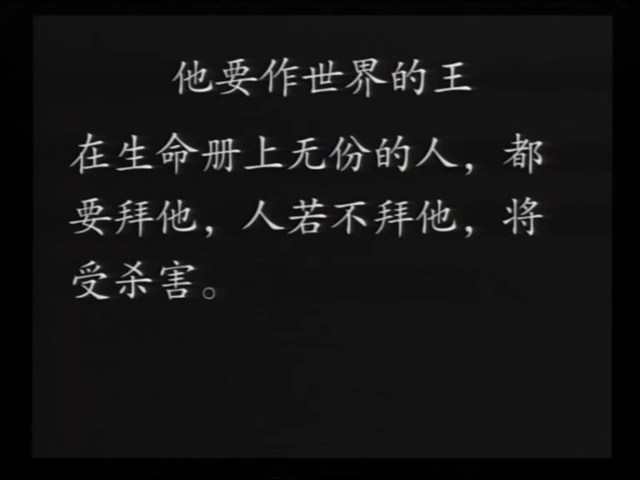 他要作世界的王
在生命册上无份的人，都
要拜他，人若不拜他，将
受杀害。